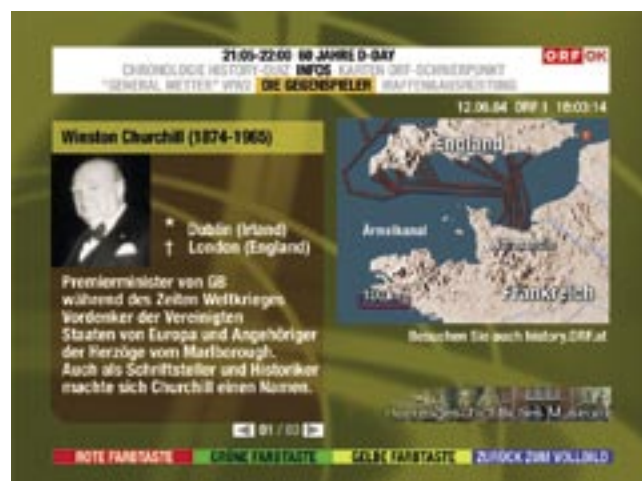 21:05-22:00 60 JAHRE D-DAY
ORF OK
CHRONOLOGIE HISTORY-QUIZ INFOS KARTEN ORF-SCHWERPUNKT
"GENERAL WETTER" WW2 DIE GEGENSPIELER WAFFENAUSRÜSTUNG
12.06.04 ORF 1 18:03:14
Winston Churchill (1874-1965)
* Dublin (Irland)
† London (England)
Premierminister von GB
während des Zeiten Weltkrieges
Vordenker der Vereinigten
Staaten von Europa und Angehöriger
der Herzöge vom Marlborough.
Auch als Schriftsteller und Historiker
machte sich Churchill einen Namen.
01 / 03
England
Ärmelkanal
Frankreich
Besuchen Sie auch history.ORF.at
Heeresgeschichtliches Museum
ROTE FARBTASTE GRÜNE FARBTASTE GELBE FARBTASTE ZURÜCK ZUM VOLLBILD